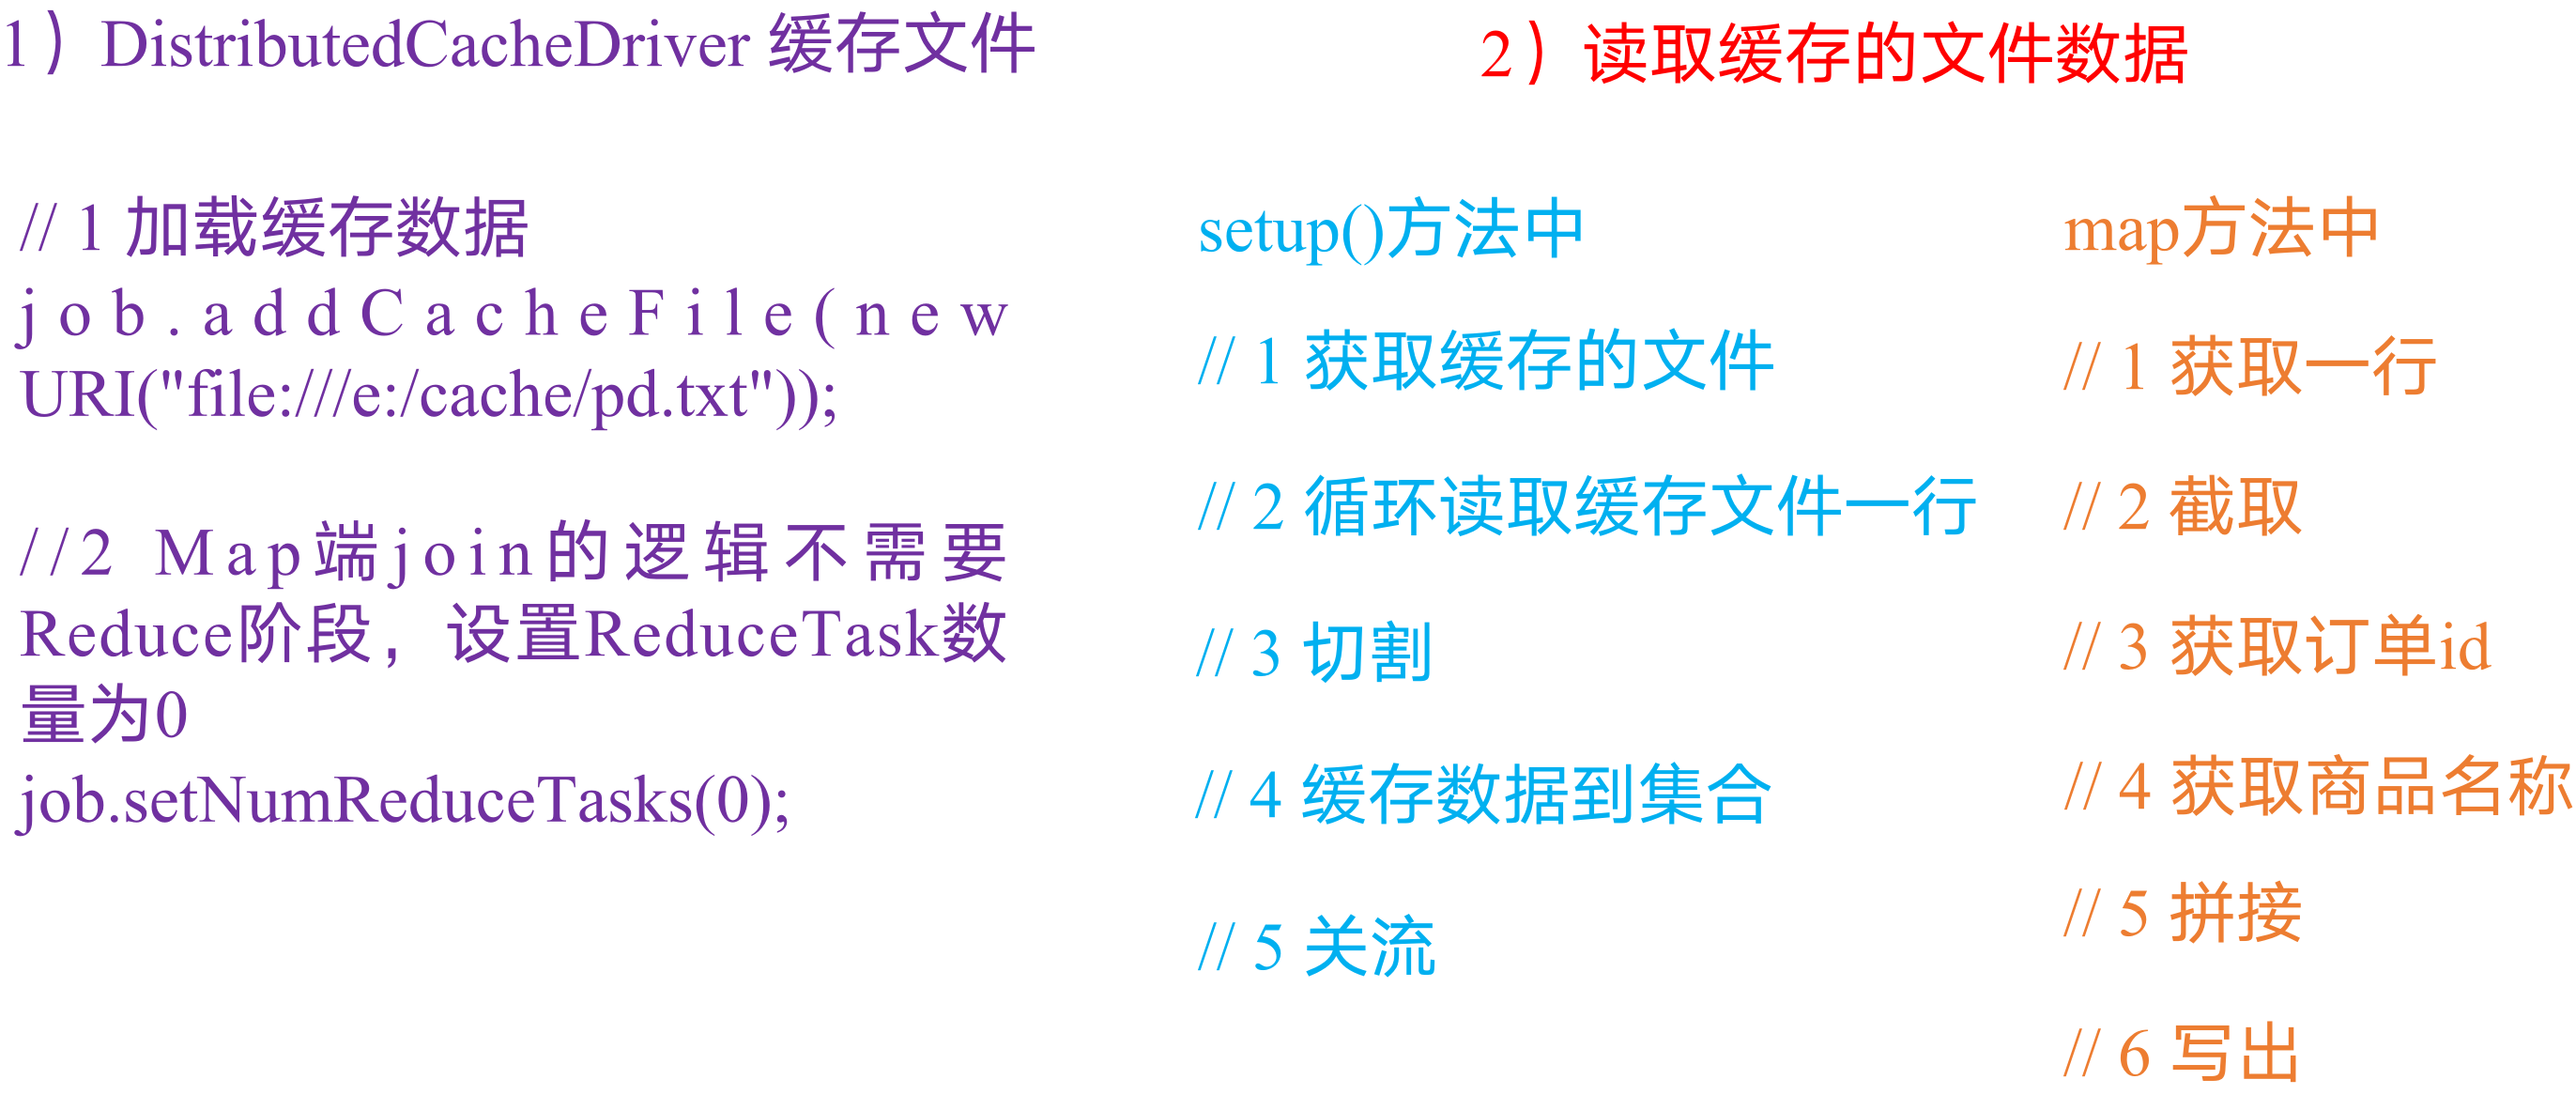 1）DistributedCacheDriver 缓存文件
// 1 加载缓存数据
job.addCacheFile(new
URI("file:///e:/cache/pd.txt"));
//2 Map端join的逻辑不需要
Reduce阶段，设置ReduceTask数
量为0
job.setNumReduceTasks(0);
2）读取缓存的文件数据
setup()方法中
// 1 获取缓存的文件
// 2 循环读取缓存文件一行
// 3 切割
// 4 缓存数据到集合
// 5 关流
map方法中
// 1 获取一行
// 2 截取
// 3 获取订单id
// 4 获取商品名称
// 5 拼接
// 6 写出